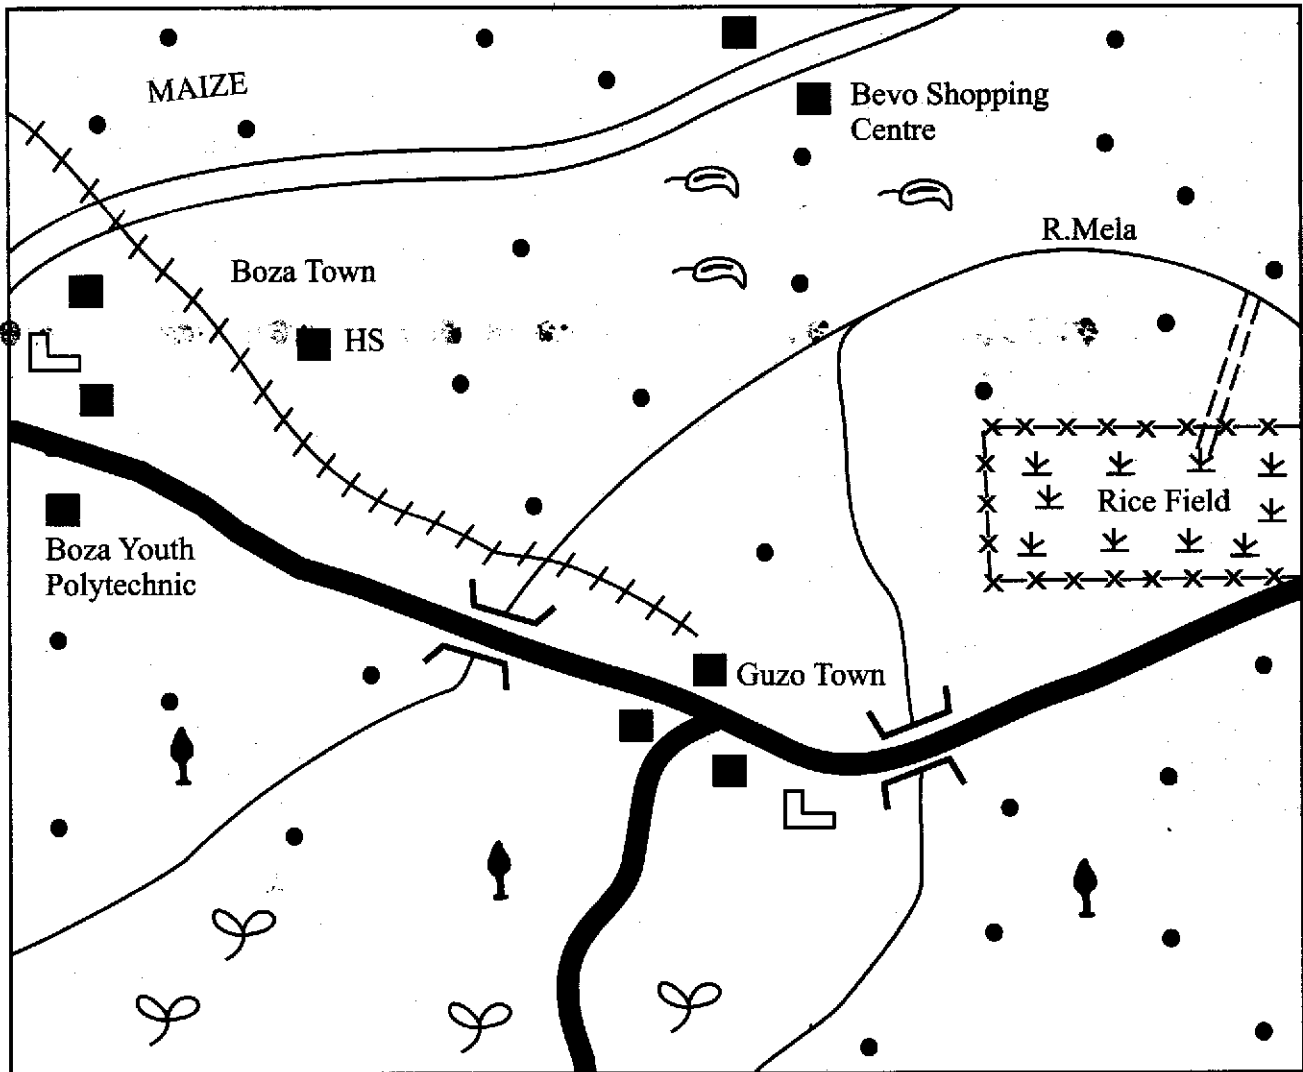 MAIZE
Bevo Shopping
Centre
R.Mela
Boza Town
HS
Rice Field
Boza Youth
Polytechnic
Guzo Town